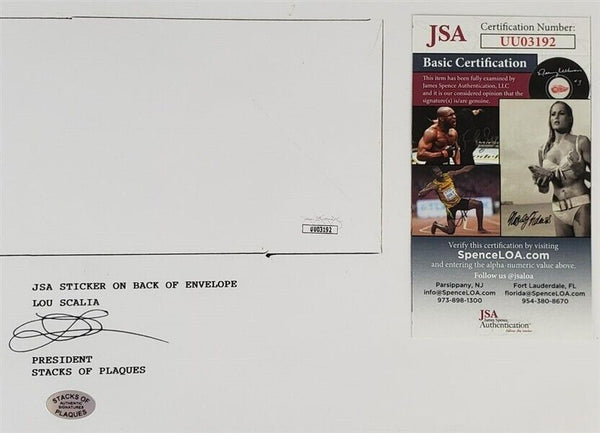 JSA
Certification Number:
UU03192
Basic Certification
This item has been fully examined by
James Spence Authentication, LLC
and it is our considered opinion that the
signature(s) is/are genuine.
UU03192
Verify this certification by visiting
SpenceLOA.com
and entering the alpha-numeric value above.
Follow us @jsaloa
Parsippany, NJ
info@SpenceLOA.com
973-898-1300
Fort Lauderdale, FL
florida@SpenceLOA.com
954-380-8670
JSA
James Spence
Authentication
JSA STICKER ON BACK OF ENVELOPE
LOU SCALIA
PRESIDENT
STACKS OF PLAQUES
STACKS OF
AUTHENTIC
SIGNATURES
PLAQUES